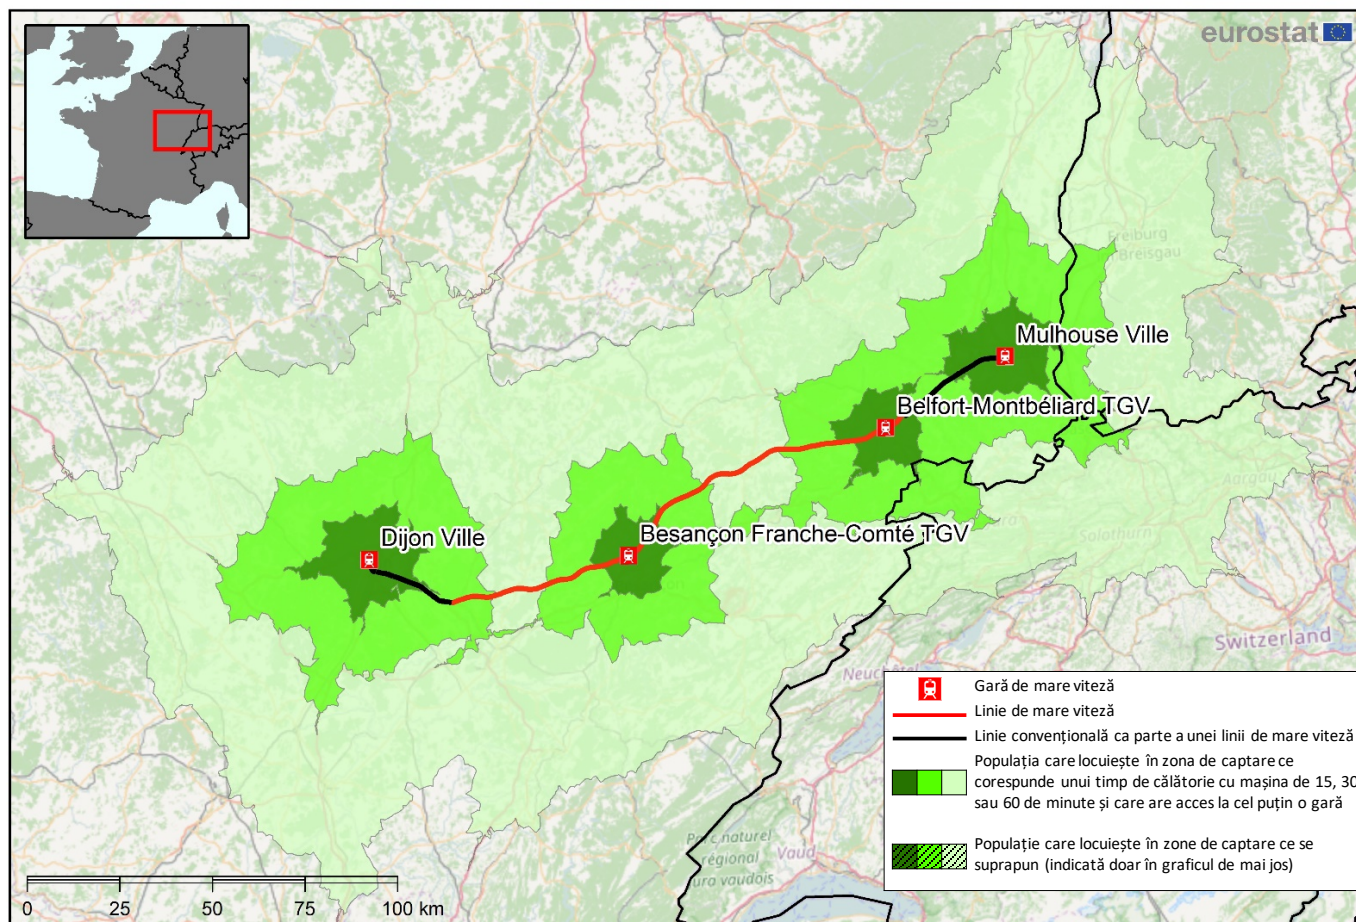 eurostat
Freiburg
Breisgau
Mulhouse Ville
Belfort-Montbéliard TGV
Dijon Ville
Besançon Franche-Comté TGV
Aargau
Solothurn
Switzerland
Neuchâtel
Parc naturel
régional
Jura vaudois
Vaud
Gară de mare viteză
Linie de mare viteză
Linie convențională ca parte a unei linii de mare viteză
Populația care locuiește în zona de captare ce
corespunde unui timp de călătorie cu mașina de 15, 30
sau 60 de minute și care are acces la cel puțin o gară
Populație care locuiește în zone de captare ce se
suprapun (indicată doar în graficul de mai jos)
0 25 50 75 100 km